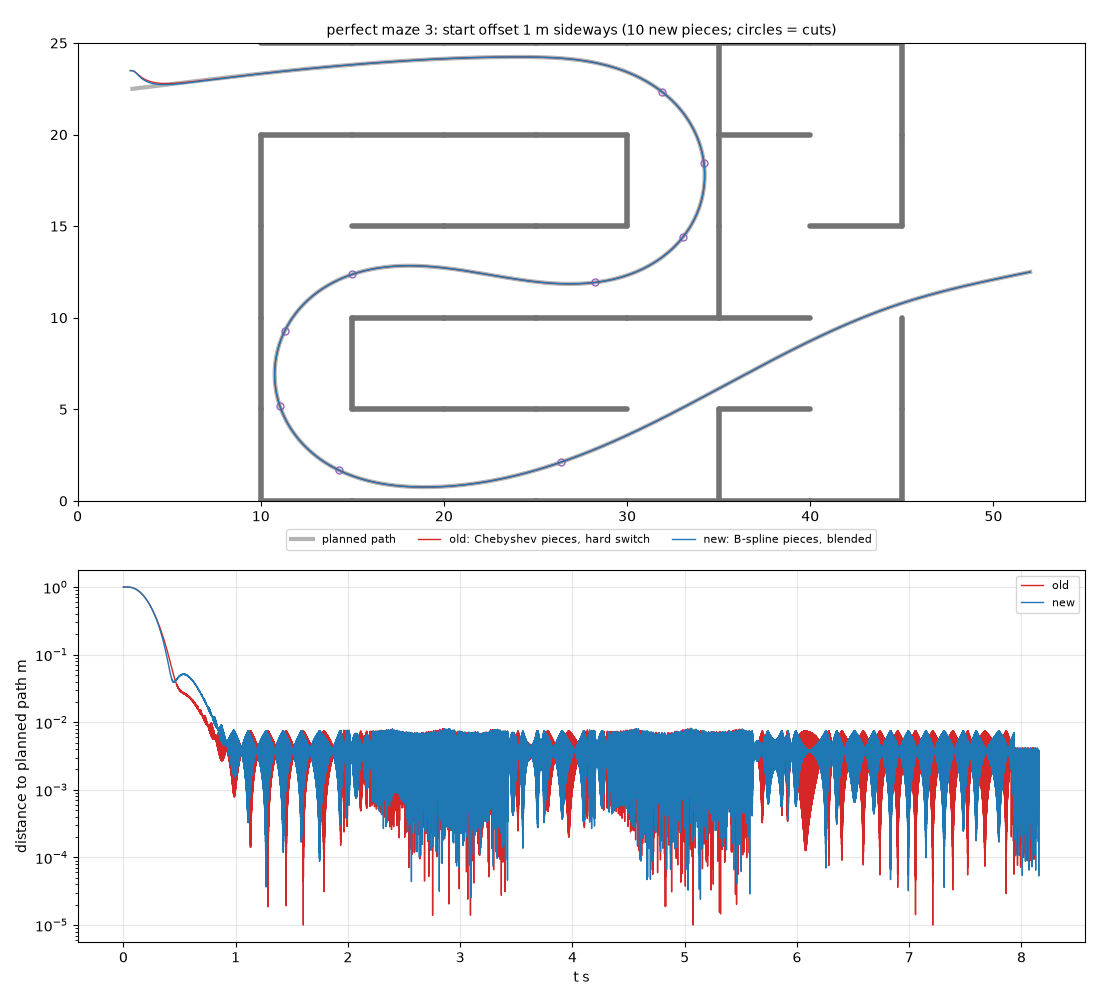 perfect maze 3: start offset 1 m sideways (10 new pieces; circles = cuts)
25
20
15
10
5
0
0 10 20 30 40 50
planned path old: Chebyshev pieces, hard switch new: B-spline pieces, blended
distance to planned path m
10⁰
10⁻¹
10⁻²
10⁻³
10⁻⁴
10⁻⁵
old
new
0 1 2 3 4 5 6 7 8
t s